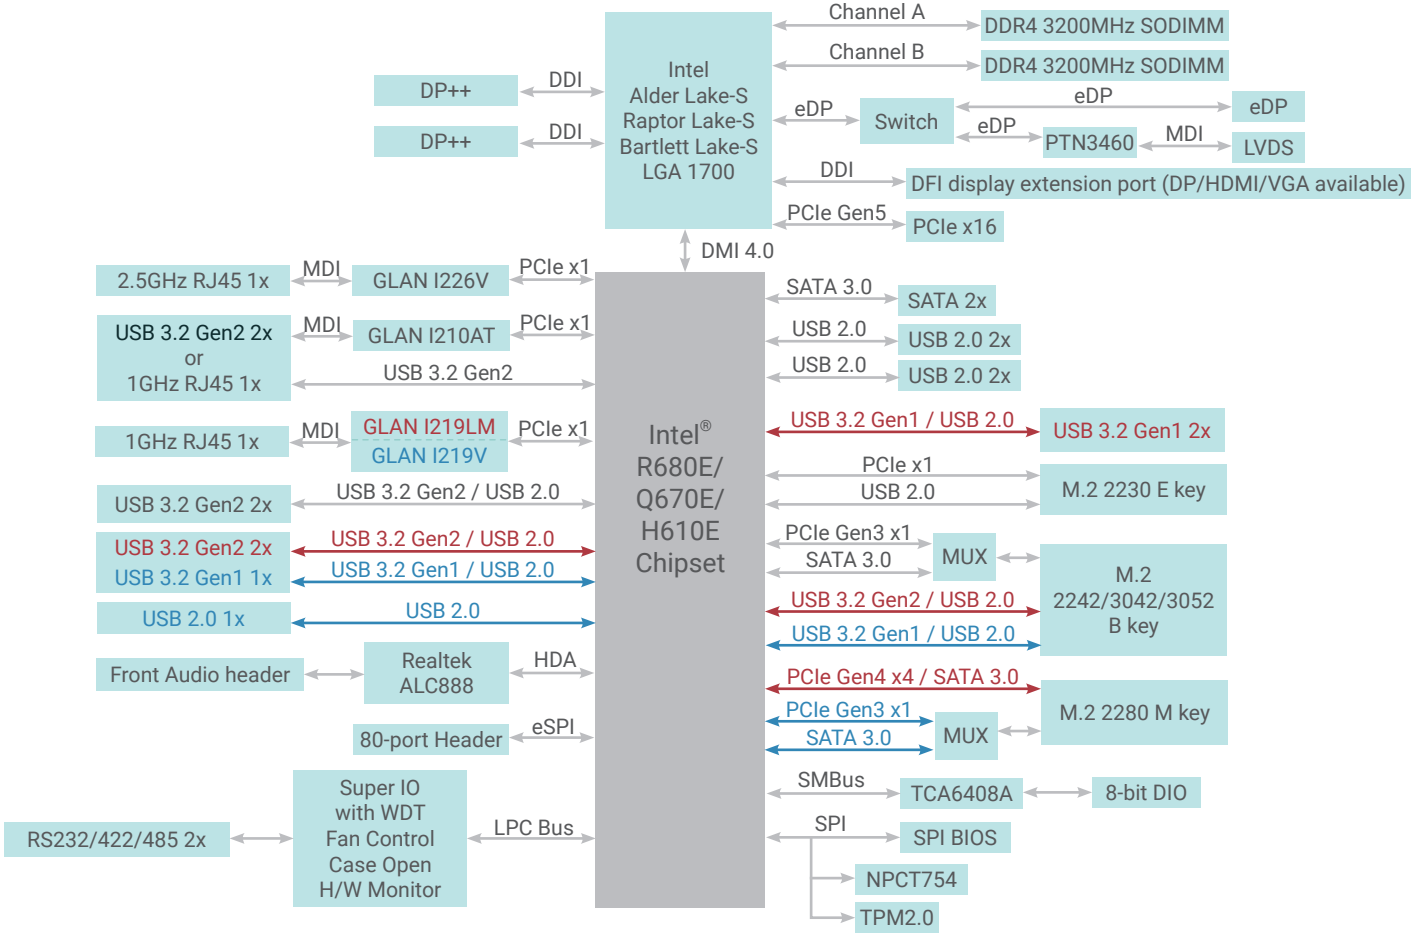 Channel A
DDR4 3200MHz SODIMM
Channel B
DDR4 3200MHz SODIMM
Intel
Alder Lake-S
Raptor Lake-S
Bartlett Lake-S
LGA 1700
DP++
DDI
DP++
DDI
eDP
Switch
eDP
eDP
eDP
PTN3460
MDI
LVDS
DDI
DFI display extension port (DP/HDMI/VGA available)
PCIe Gen5
PCIe x16
DMI 4.0
2.5GHz RJ45 1x
MDI
GLAN I226V
PCIe x1
USB 3.2 Gen2 2x
or
1GHz RJ45 1x
MDI
GLAN I210AT
PCIe x1
USB 3.2 Gen2
1GHz RJ45 1x
MDI
GLAN I219LM
GLAN I219V
PCIe x1
USB 3.2 Gen2 2x
USB 3.2 Gen2 / USB 2.0
USB 3.2 Gen2 2x
USB 3.2 Gen2 / USB 2.0
USB 3.2 Gen1 1x
USB 3.2 Gen1 / USB 2.0
USB 2.0 1x
USB 2.0
Front Audio header
Realtek
ALC888
HDA
80-port Header
eSPI
RS232/422/485 2x
Super IO
with WDT
Fan Control
Case Open
H/W Monitor
LPC Bus
Intel®
R680E/
Q670E/
H610E
Chipset
SATA 3.0
SATA 2x
USB 2.0
USB 2.0 2x
USB 2.0
USB 2.0 2x
USB 3.2 Gen1 / USB 2.0
USB 3.2 Gen1 2x
PCIe x1
USB 2.0
M.2 2230 E key
PCIe Gen3 x1
SATA 3.0
MUX
USB 3.2 Gen2 / USB 2.0
USB 3.2 Gen1 / USB 2.0
M.2
2242/3042/3052
B key
PCIe Gen4 x4 / SATA 3.0
PCIe Gen3 x1
SATA 3.0
MUX
M.2 2280 M key
SMBus
TCA6408A
8-bit DIO
SPI
SPI BIOS
NPCT754
TPM2.0